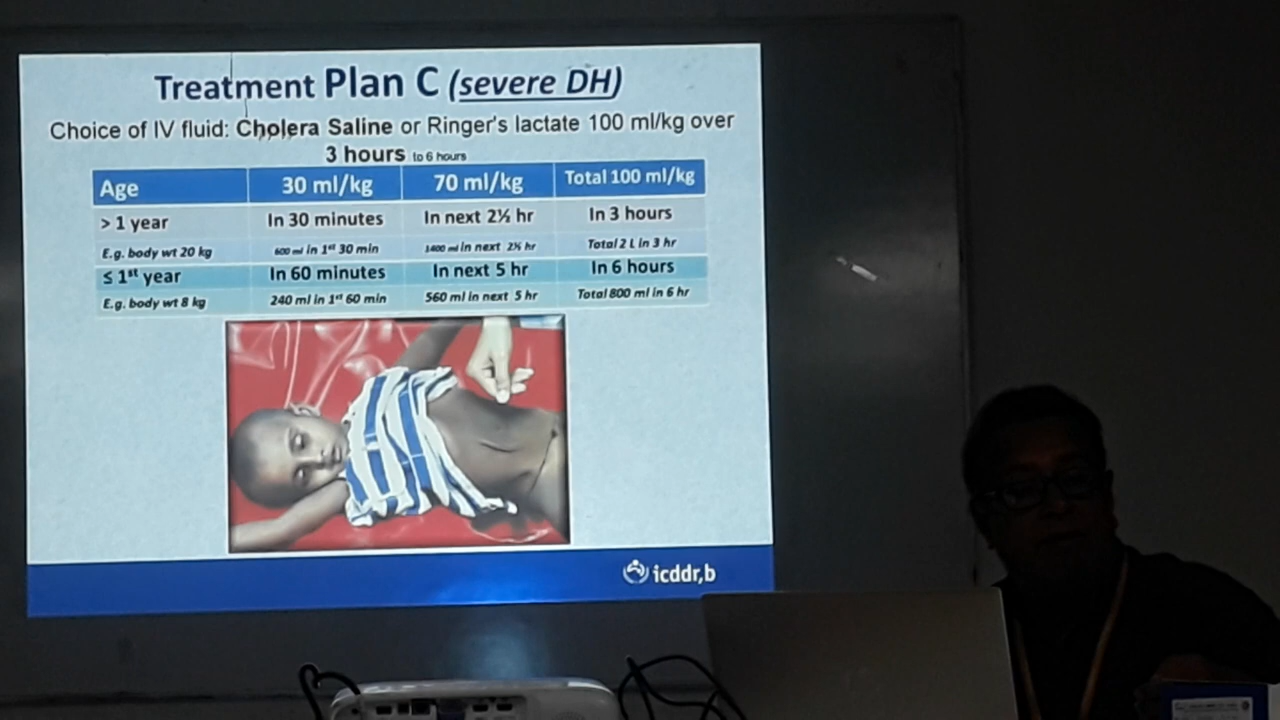 Treatment Plan C (severe DH)
Choice of IV fluid: Cholera Saline or Ringer's lactate 100 ml/kg over
3 hours to 6 hours
Age 30 ml/kg 70 ml/kg Total 100 ml/kg
> 1 year In 30 minutes In next 2½ hr In 3 hours
E.g. body wt 20 kg 600 ml in 1st 30 min 1400 ml in next 2½ hr Total 2 L in 3 hr
≤ 1st year In 60 minutes In next 5 hr In 6 hours
E.g. body wt 8 kg 240 ml in 1st 60 min 560 ml in next 5 hr Total 800 ml in 6 hr
icddr,b